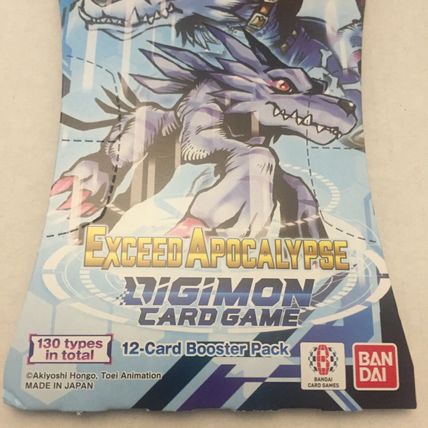 EXCEED APOCALYPSE
DIGIMON
CARD GAME
130 types
in total
12-Card Booster Pack
BANDAI
CARD GAMES
BAN
DAI
©Akiyoshi Hongo, Toei Animation
MADE IN JAPAN